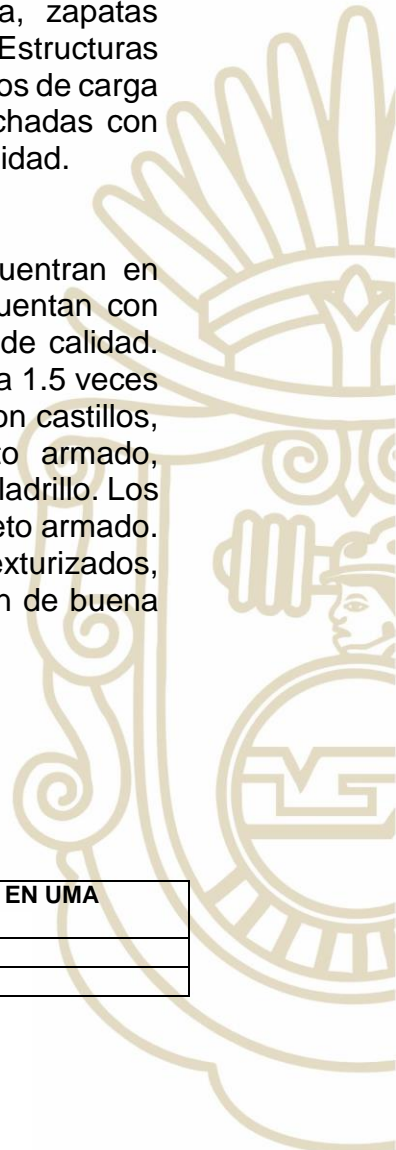 a, zapatas
Estructuras
os de carga
chadas con
idad.
uentran en
uentan con
de calidad.
a 1.5 veces
on castillos,
to armado,
ladrillo. Los
eto armado.
exturizados,
n de buena
EN UMA